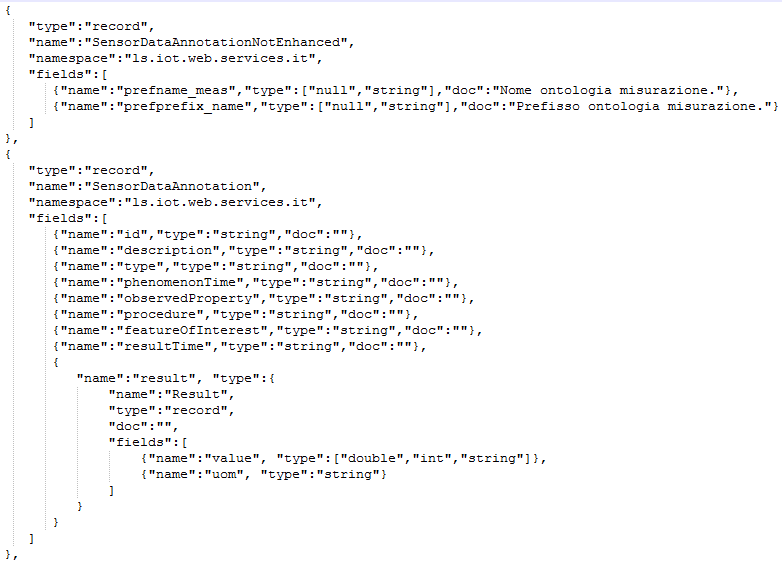 {
"type":"record",
"name":"SensorDataAnnotationNotEnhanced",
"namespace":"ls.iot.web.services.it",
"fields":[
{"name":"prefname_meas","type":["null","string"],"doc":"Nome ontologia misurazione."},
{"name":"prefprefix_name","type":["null","string"],"doc":"Prefisso ontologia misurazione."}
]
},
{
"type":"record",
"name":"SensorDataAnnotation",
"namespace":"ls.iot.web.services.it",
"fields":[
{"name":"id","type":"string","doc":""},
{"name":"description","type":"string","doc":""},
{"name":"type","type":"string","doc":""},
{"name":"phenomenonTime","type":"string","doc":""},
{"name":"observedProperty","type":"string","doc":""},
{"name":"procedure","type":"string","doc":""},
{"name":"featureOfInterest","type":"string","doc":""},
{"name":"resultTime","type":"string","doc":""},
{
"name":"result", "type":{
"name":"Result",
"type":"record",
"doc":"",
"fields":[
{"name":"value", "type":["double","int","string"]},
{"name":"uom", "type":"string"}
]
}
}
]
},